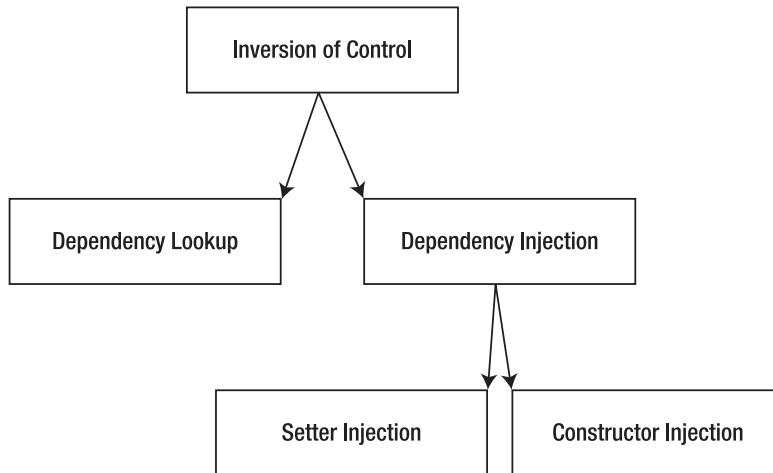 Inversion of Control
Dependency Lookup
Dependency Injection
Setter Injection
Constructor Injection